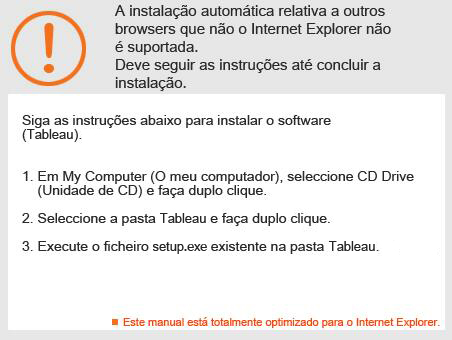 A instalação automática relativa a outros
browsers que não o Internet Explorer não
é suportada.
Deve seguir as instruções até concluir a
instalação.
Siga as instruções abaixo para instalar o software
(Tableau).
1. Em My Computer (O meu computador), seleccione CD Drive
(Unidade de CD) e faça duplo clique.
2. Seleccione a pasta Tableau e faça duplo clique.
3. Execute o ficheiro setup.exe existente na pasta Tableau.
Este manual está totalmente optimizado para o Internet Explorer.